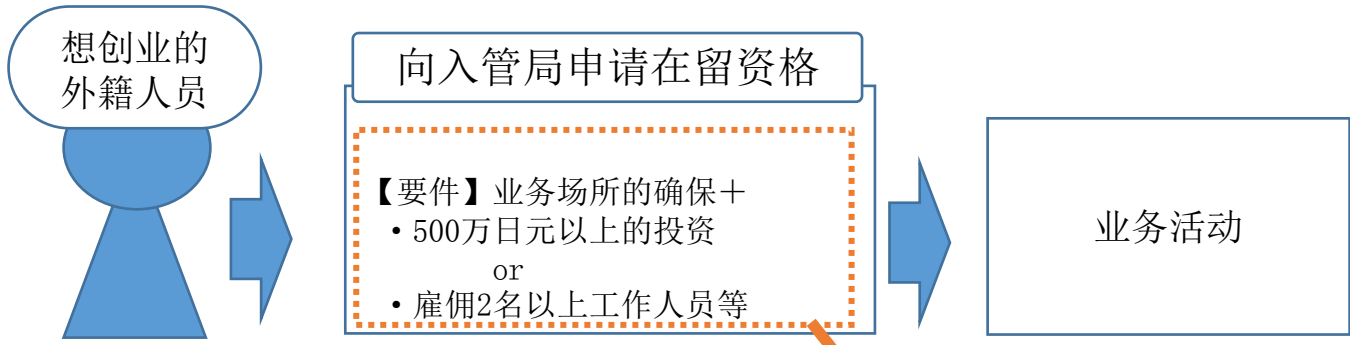 想创业的
外籍人员
向入管局申请在留资格
【要件】业务场所的确保＋
・500万日元以上的投资
or
・雇佣2名以上工作人员等
业务活动